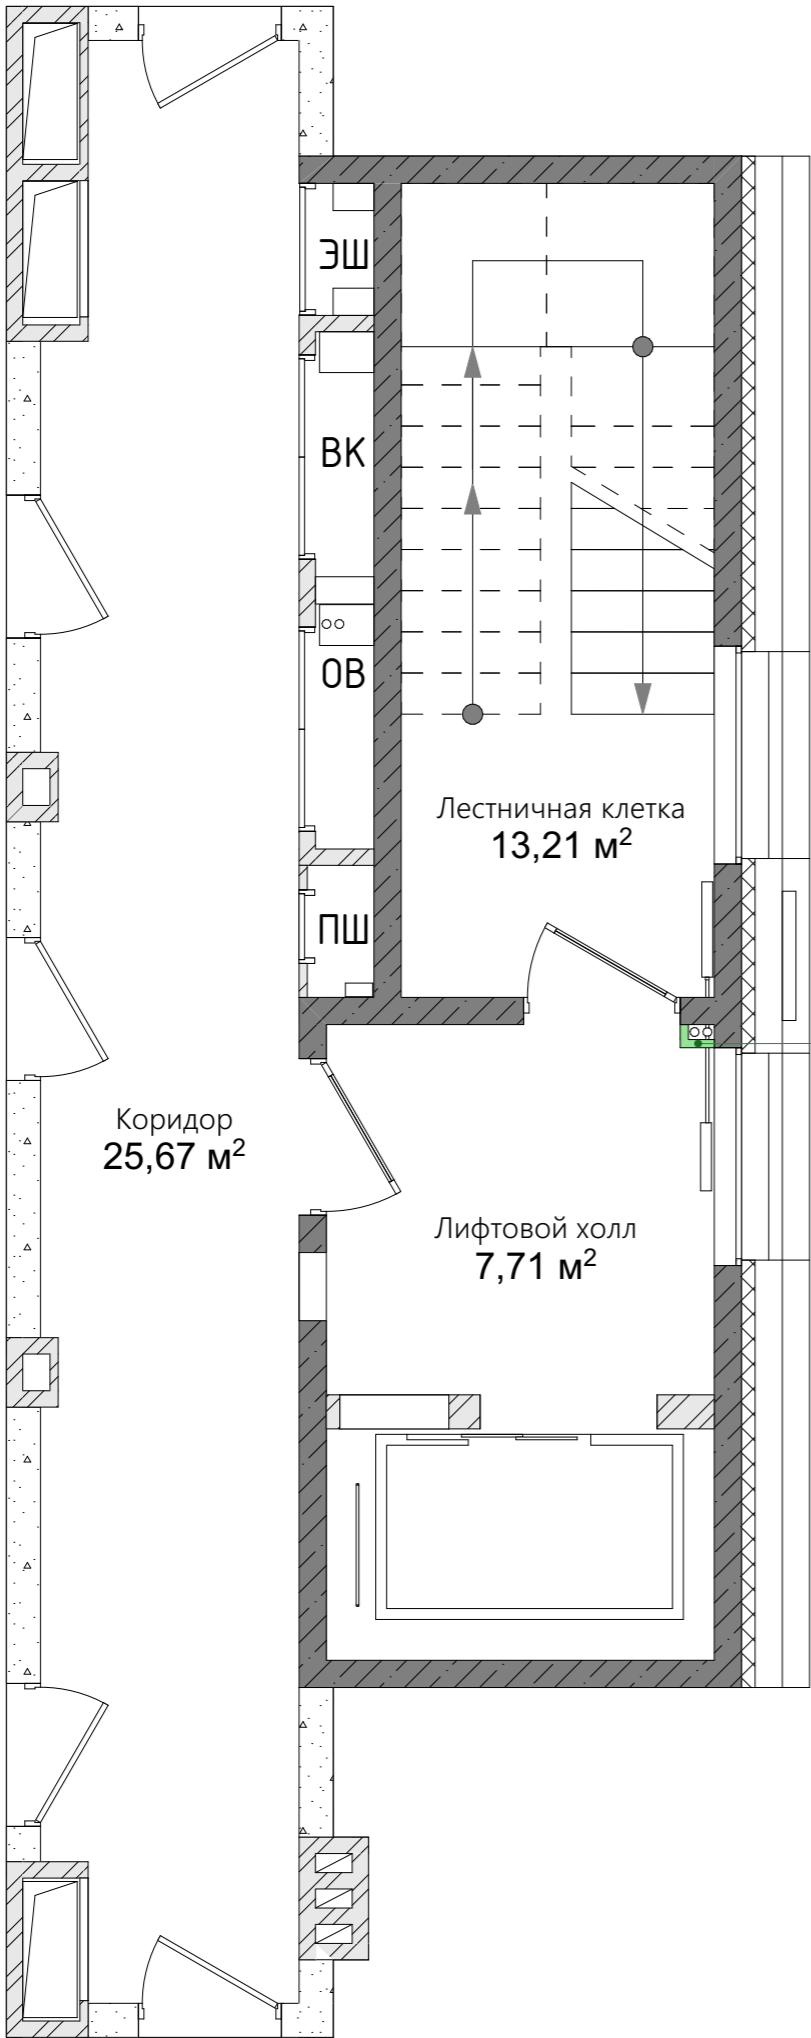 ЭШ
ВК
ОВ
Лестничная клетка
13,21 м²
ПШ
Коридор
25,67 м²
Лифтовой холл
7,71 м²